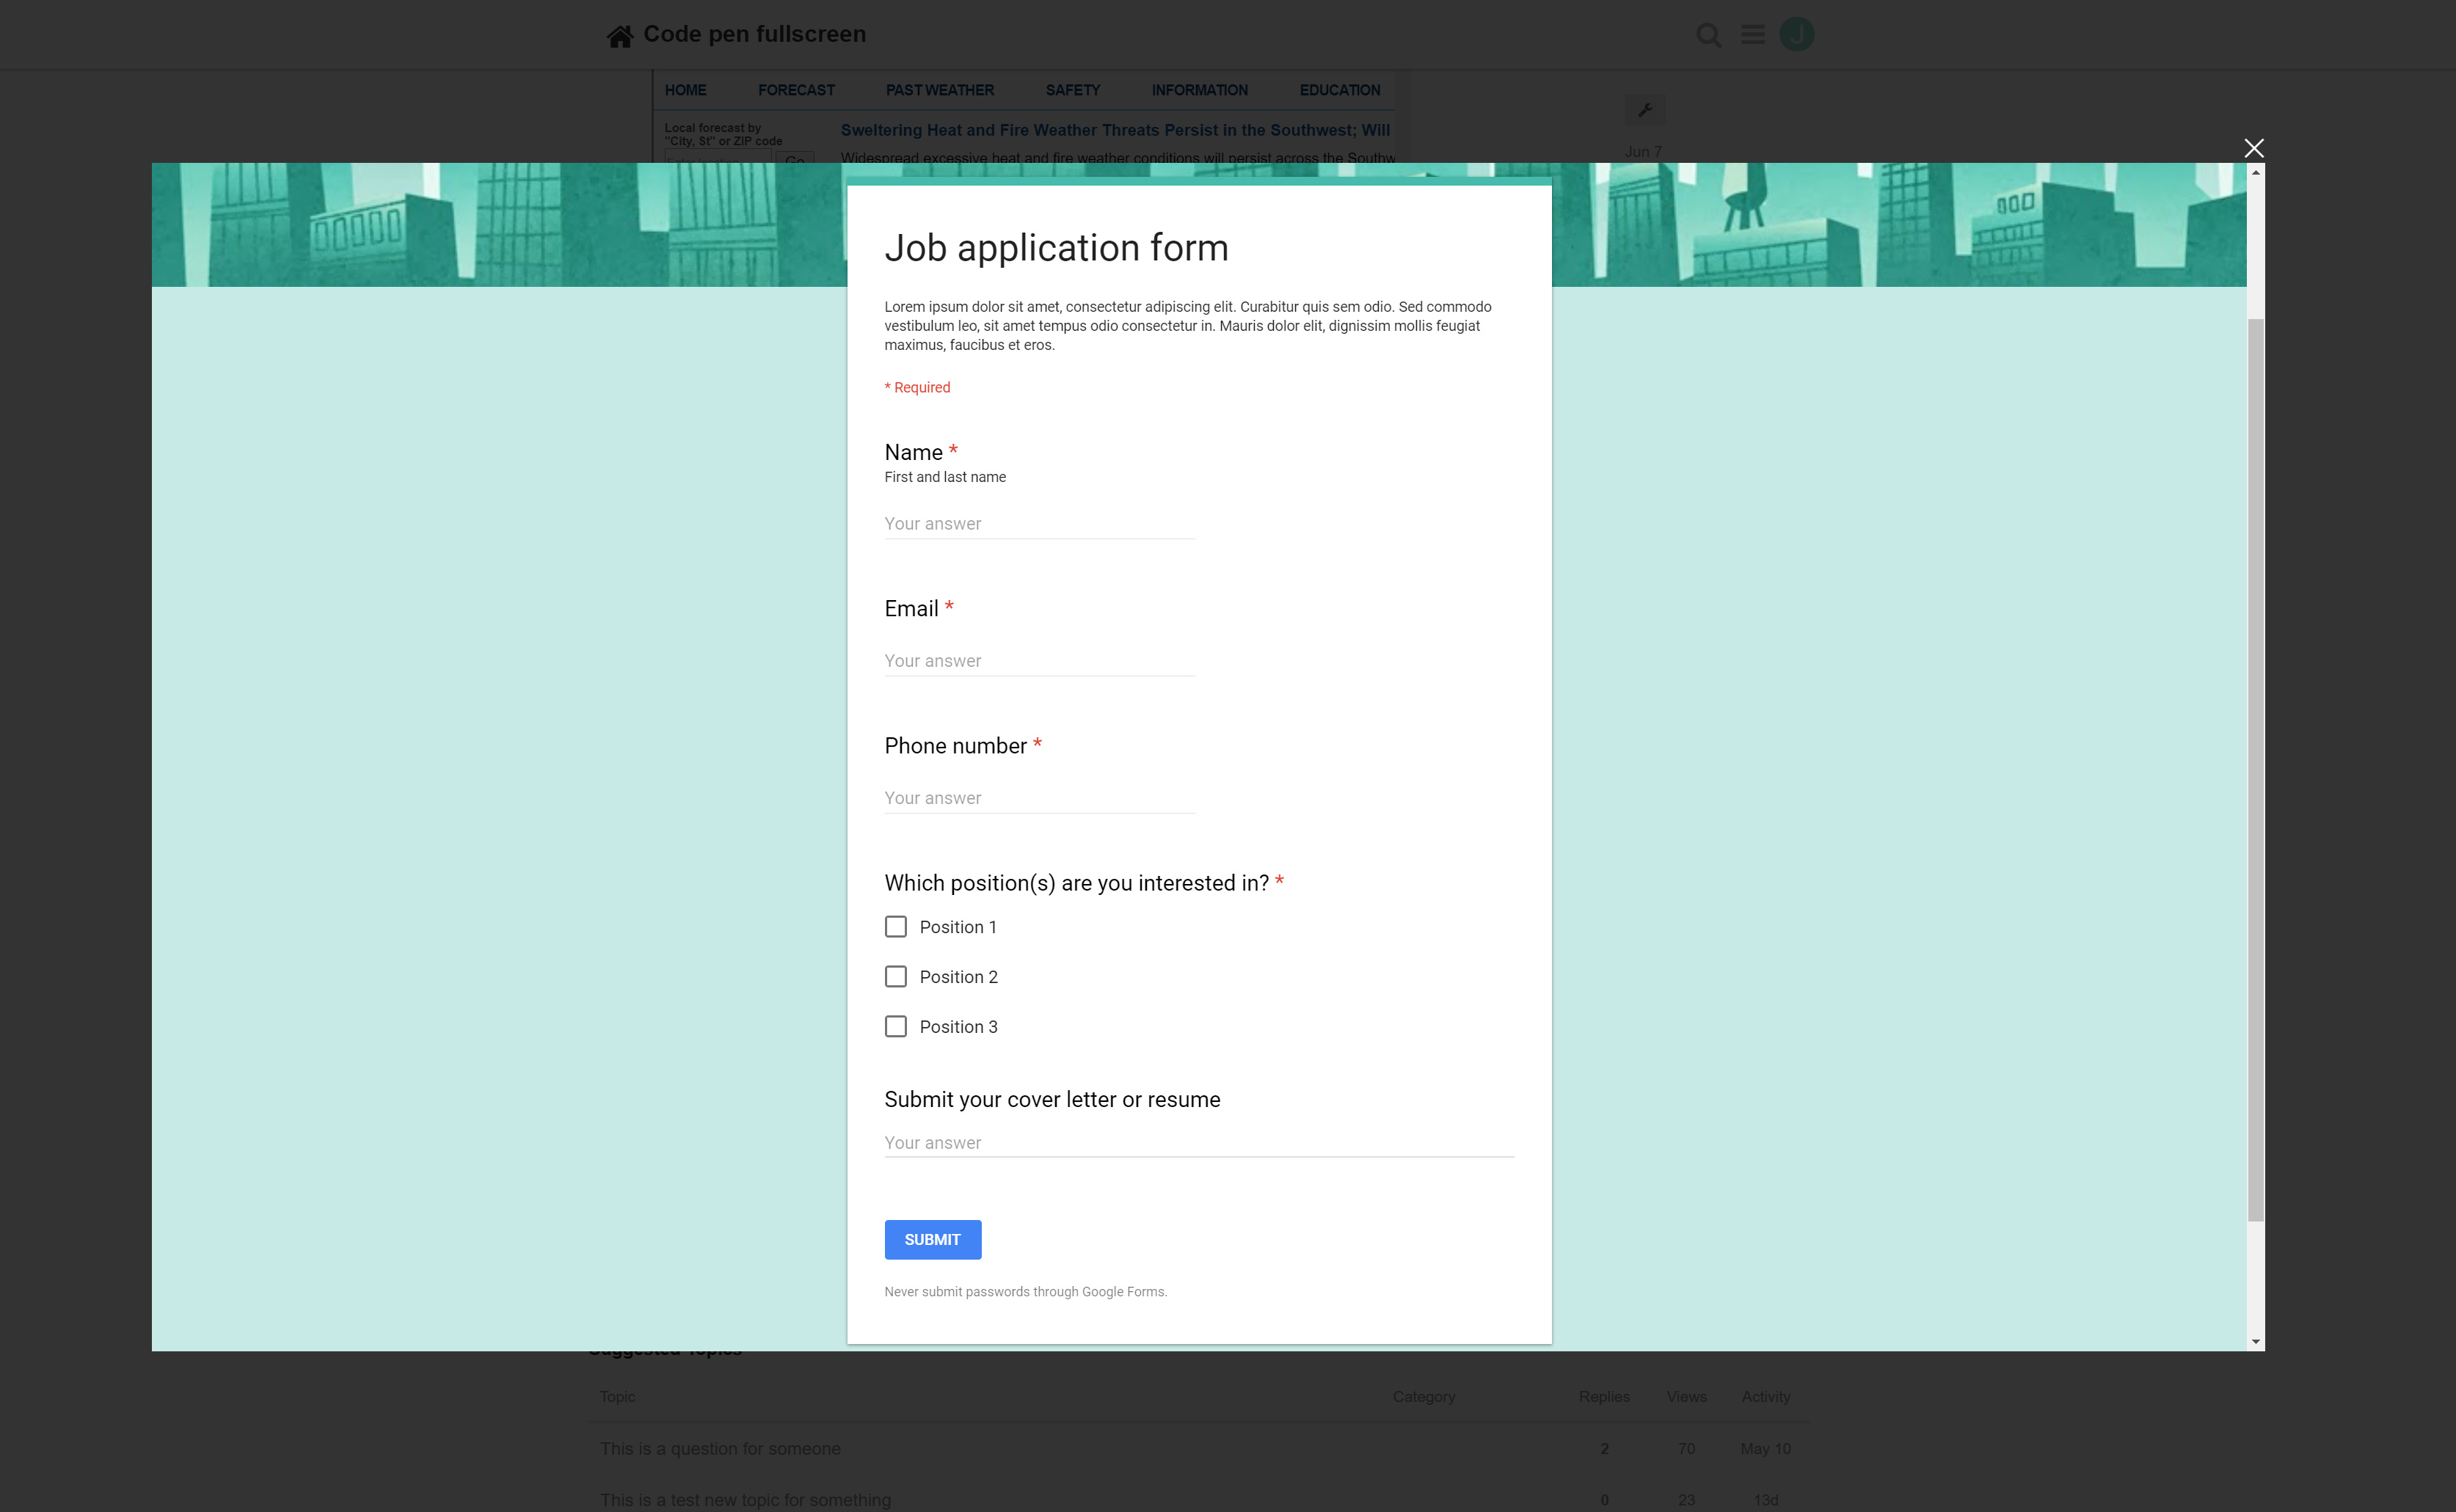 Code pen fullscreen
J
HOME FORECAST PAST WEATHER SAFETY INFORMATION EDUCATION
Local forecast by
"City, St" or ZIP code
Go
Sweltering Heat and Fire Weather Threats Persist in the Southwest; Will
Widespread excessive heat and fire weather conditions will persist across the Southw
Jun 7
Job application form
Lorem ipsum dolor sit amet, consectetur adipiscing elit. Curabitur quis sem odio. Sed commodo
vestibulum leo, sit amet tempus odio consectetur in. Mauris dolor elit, dignissim mollis feugiat
maximus, faucibus et eros.
* Required
Name *
First and last name
Your answer
Email *
Your answer
Phone number *
Your answer
Which position(s) are you interested in? *
Position 1
Position 2
Position 3
Submit your cover letter or resume
Your answer
SUBMIT
Never submit passwords through Google Forms.
Suggested Topics
Topic Category Replies Views Activity
This is a question for someone 2 70 May 10
This is a test new topic for something 0 23 13d